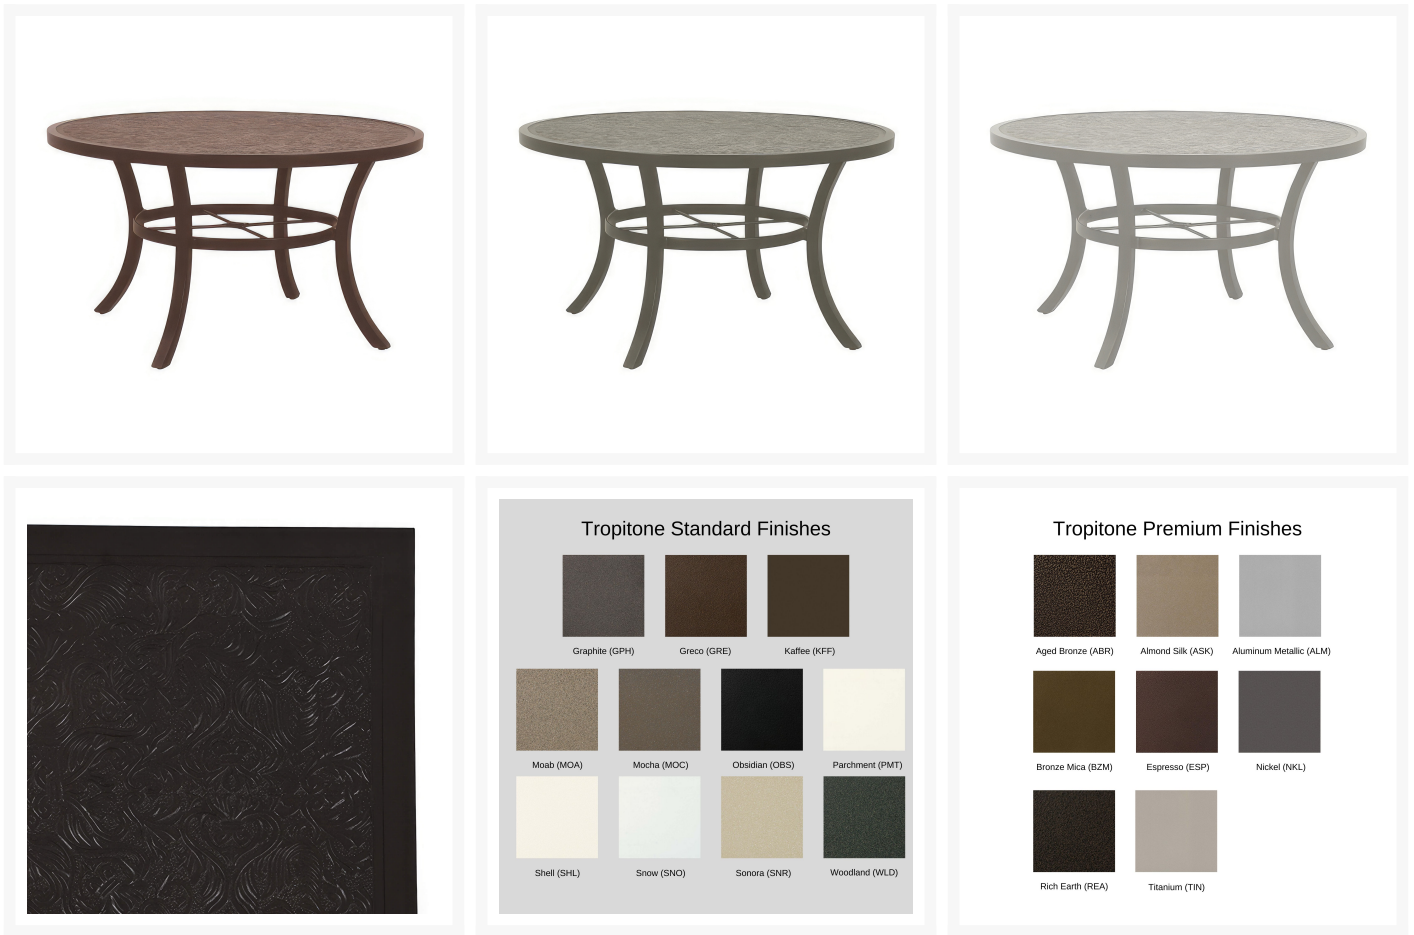 Tropitone Standard Finishes
Graphite (GPH)
Greco (GRE)
Kaffee (KFF)
Moab (MOA)
Mocha (MOC)
Obsidian (OBS)
Parchment (PMT)
Shell (SHL)
Snow (SNO)
Sonora (SNR)
Woodland (WLD)
Tropitone Premium Finishes
Aged Bronze (ABR)
Almond Silk (ASK)
Aluminum Metallic (ALM)
Bronze Mica (BZM)
Espresso (ESP)
Nickel (NKL)
Rich Earth (REA)
Titanium (TIN)